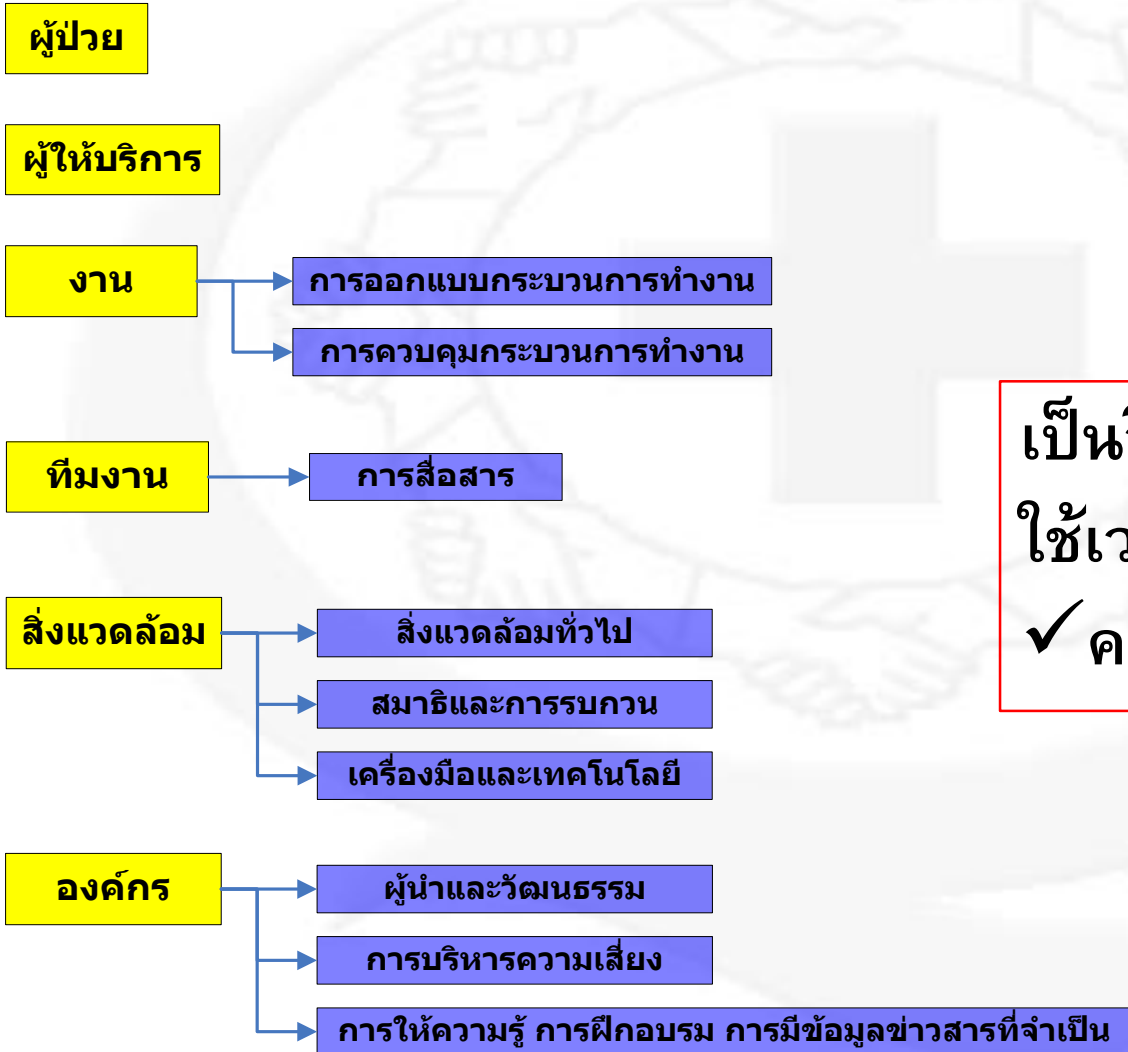 ผู้ป่วย
ผู้ให้บริการ
งาน
การออกแบบกระบวนการทำงาน
การควบคุมกระบวนการทำงาน
ทีมงาน
การสื่อสาร
สิ่งแวดล้อม
สิ่งแวดล้อมทั่วไป
สมาธิและการรบกวน
เครื่องมือและเทคโนโลยี
องค์กร
ผู้นำและวัฒนธรรม
การบริหารความเสี่ยง
การให้ความรู้ การฝึกอบรม การมีข้อมูลข่าวสารที่จำเป็น
เป็น
ใช้
✓